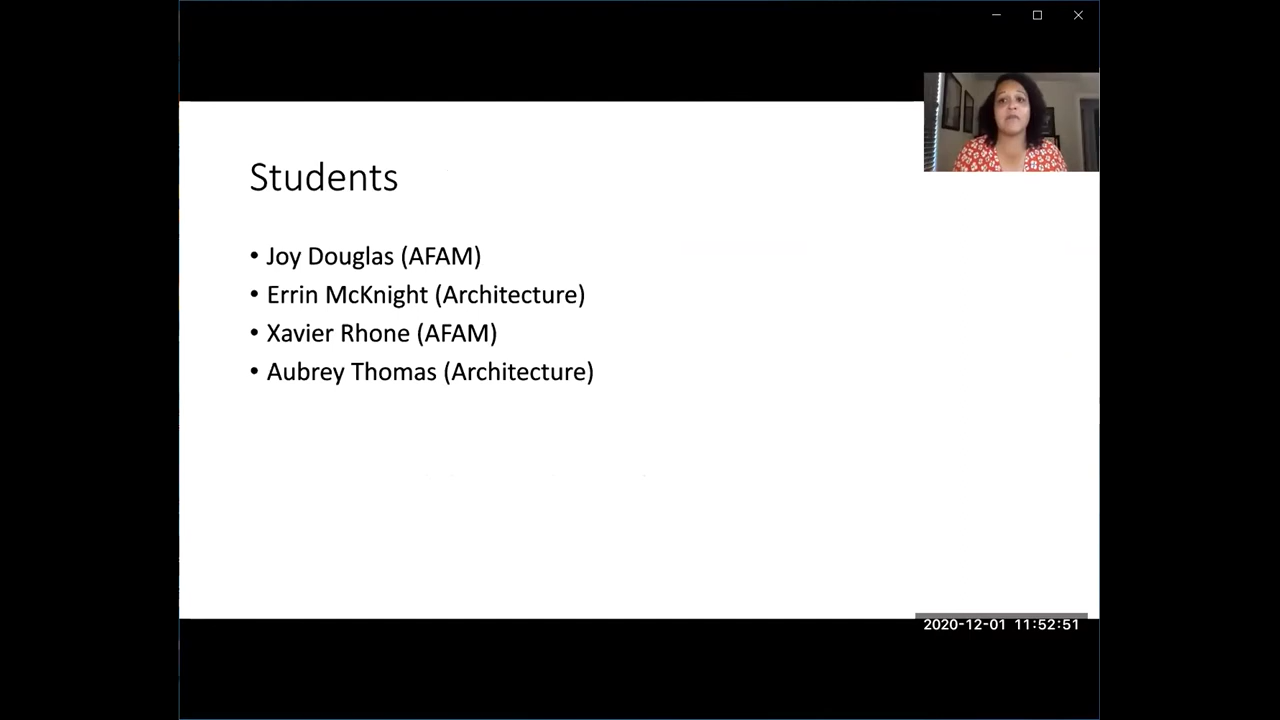 Students
• Joy Douglas (AFAM)
• Errin McKnight (Architecture)
• Xavier Rhone (AFAM)
• Aubrey Thomas (Architecture)
2020-12-01 11:52:51